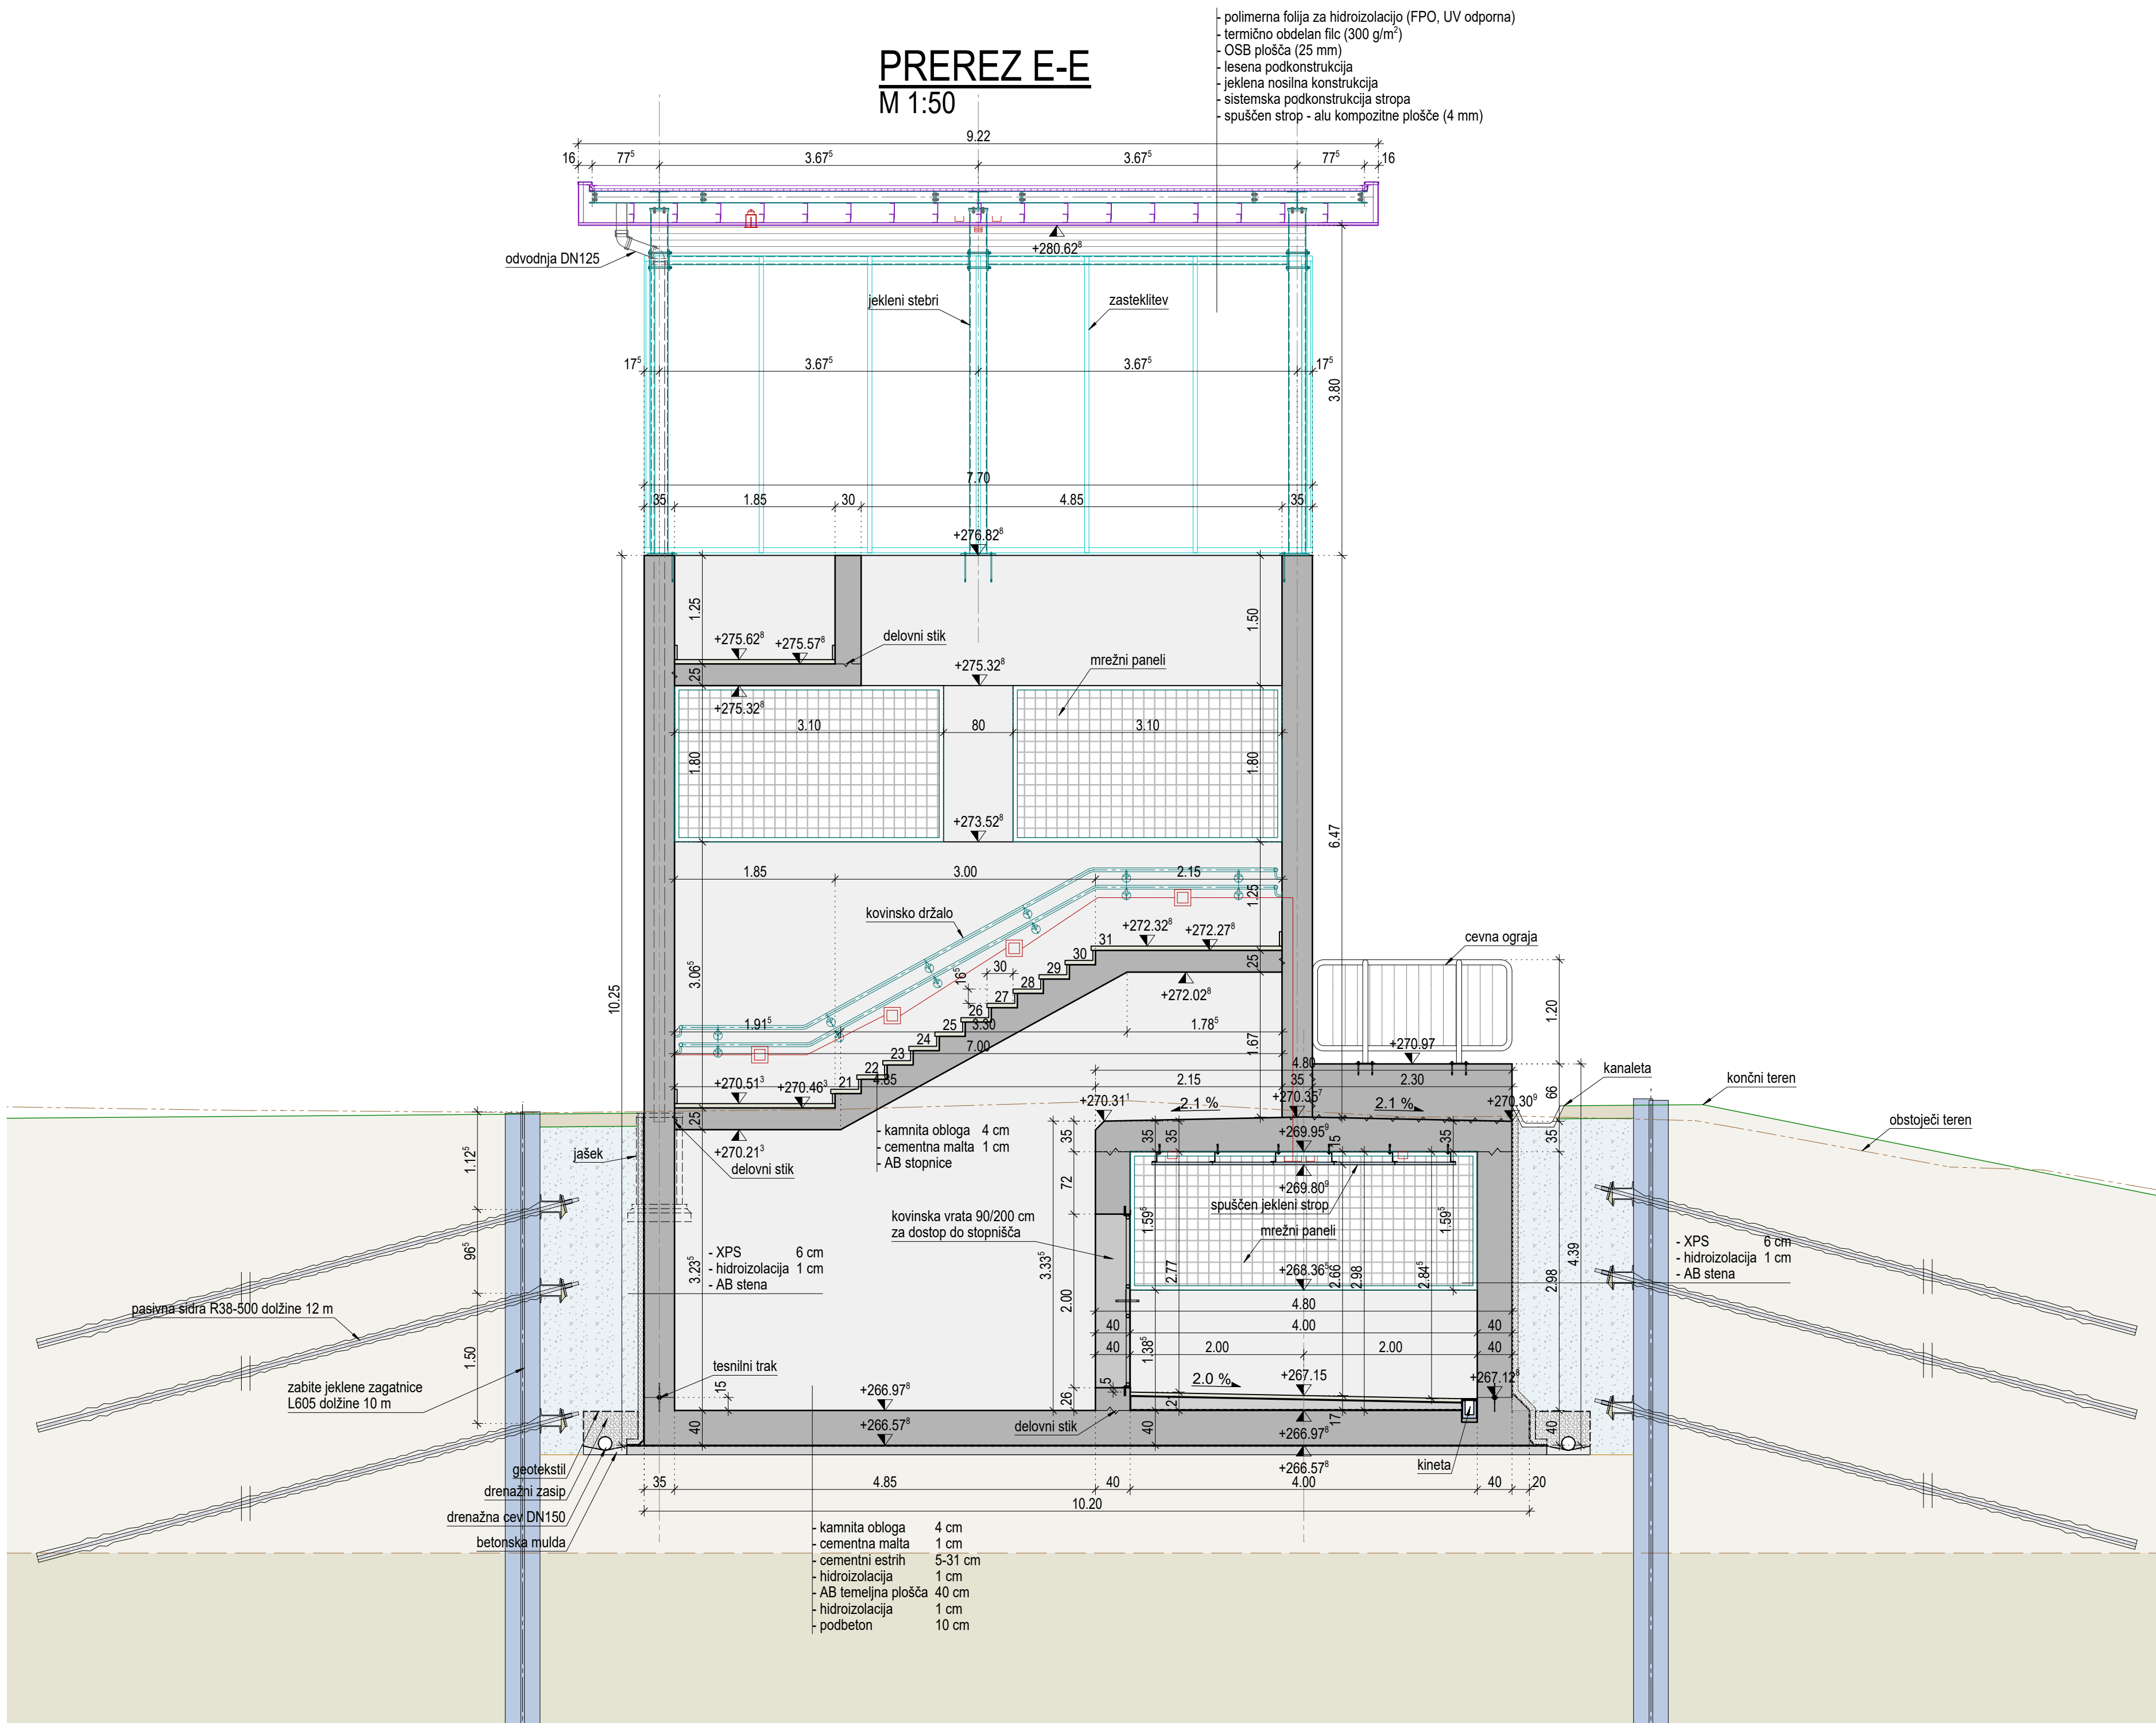 - polimerna folija za hidroizolacijo (FPO, UV odporna)
- termično obdelan filc (300 g/m²)
- OSB plošča (25 mm)
- lesena podkonstrukcija
- jeklena nosilna konstrukcija
- sistemska podkonstrukcija stropa
- spuščen strop - alu kompozitne plošče (4 mm)
PREREZ E-E
M 1:50
9.22
16 77⁵ 3.67⁵ 3.67⁵ 77⁵ 16
+280.62⁸
odvodnja DN125
jekleni stebri
zasteklitev
17⁵ 3.67⁵ 3.67⁵ 17⁵
3.80
7.70
35 1.85 30 4.85 35
+276.82⁸
1.25
1.50
+275.62⁸ +275.57⁸
delovni stik
25
+275.32⁸
mrežni paneli
+275.32⁸
3.10 80 3.10
1.80
1.80
+273.52⁸
6.47
1.85 3.00 2.15
1.25
kovinsko držalo
+272.32⁸ +272.27⁸
cevna ograja
31
30
29
28
27
26
25
24
23
22
21
30
16⁵
25
+272.02⁸
10.25
3.06⁵
1.20
1.91⁵ 3.30 1.78⁵
7.00
1.67
+270.97
4.80
+270.51³ +270.46³
4.85
2.15 35 2.30
66
kanaleta
končni teren
obstoječi teren
+270.31¹ 2.1 % +270.35⁷ 2.1 % +270.30⁹
25
+270.21³
delovni stik
jašek
- kamnita obloga 4 cm
- cementna malta 1 cm
- AB stopnice
35 35 +269.95⁹ 15 35 35
1.12⁵
72
+269.80⁹
spuščen jekleni strop
kovinska vrata 90/200 cm
za dostop do stopnišča
1.59⁵
1.59⁵
mrežni paneli
- XPS 6 cm
- hidroizolacija 1 cm
- AB stena
- XPS 6 cm
- hidroizolacija 1 cm
- AB stena
96⁵
3.23⁵
3.33⁵
2.77
+268.36⁵
2.66
2.98
2.84⁵
2.98
4.39
2.00
pasivna sidra R38-500 dolžine 12 m
4.80
40 4.00 40
40 2.00 2.00 40
1.50
1.38⁵
tesnilni trak
15
zabite jeklene zagatnice
L605 dolžine 10 m
+266.97⁸
26
5
2.0 %
+267.15
+267.12⁸
21
17
40
+266.57⁸
delovni stik
40
+266.97⁸
40
+266.57⁸
kineta
geotekstil
drenažni zasip
drenažna cev DN150
betonska mulda
35 4.85 40 4.00 40 20
10.20
- kamnita obloga 4 cm
- cementna malta 1 cm
- cementni estrih 5-31 cm
- hidroizolacija 1 cm
- AB temeljna plošča 40 cm
- hidroizolacija 1 cm
- podbeton 10 cm